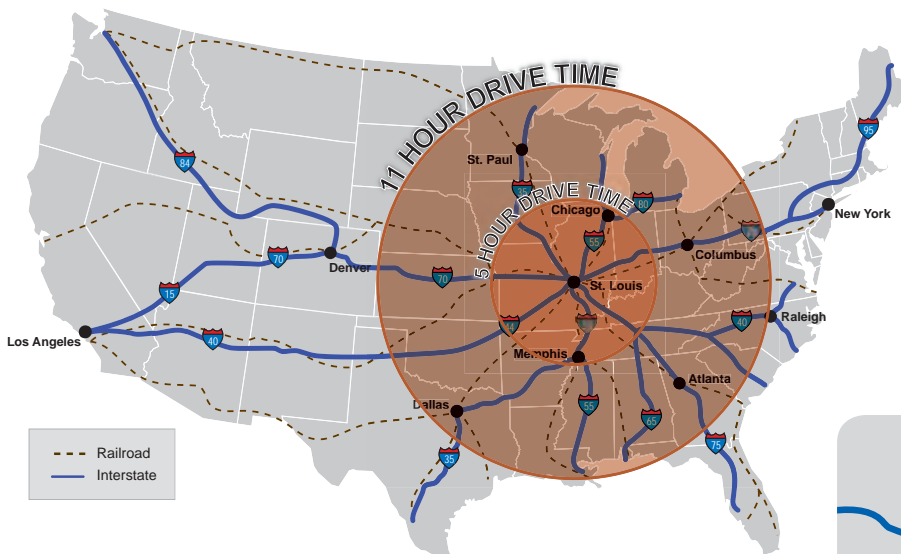 11 HOUR DRIVE TIME
95
St. Paul
84
35
5 HOUR DRIVE TIME
80
Chicago
New York
55
Columbus
70
Denver
70
St. Louis
15
Raleigh
40
44
Los Angeles
40
Memphis
Atlanta
Dallas
55
65
75
35
Railroad
Interstate